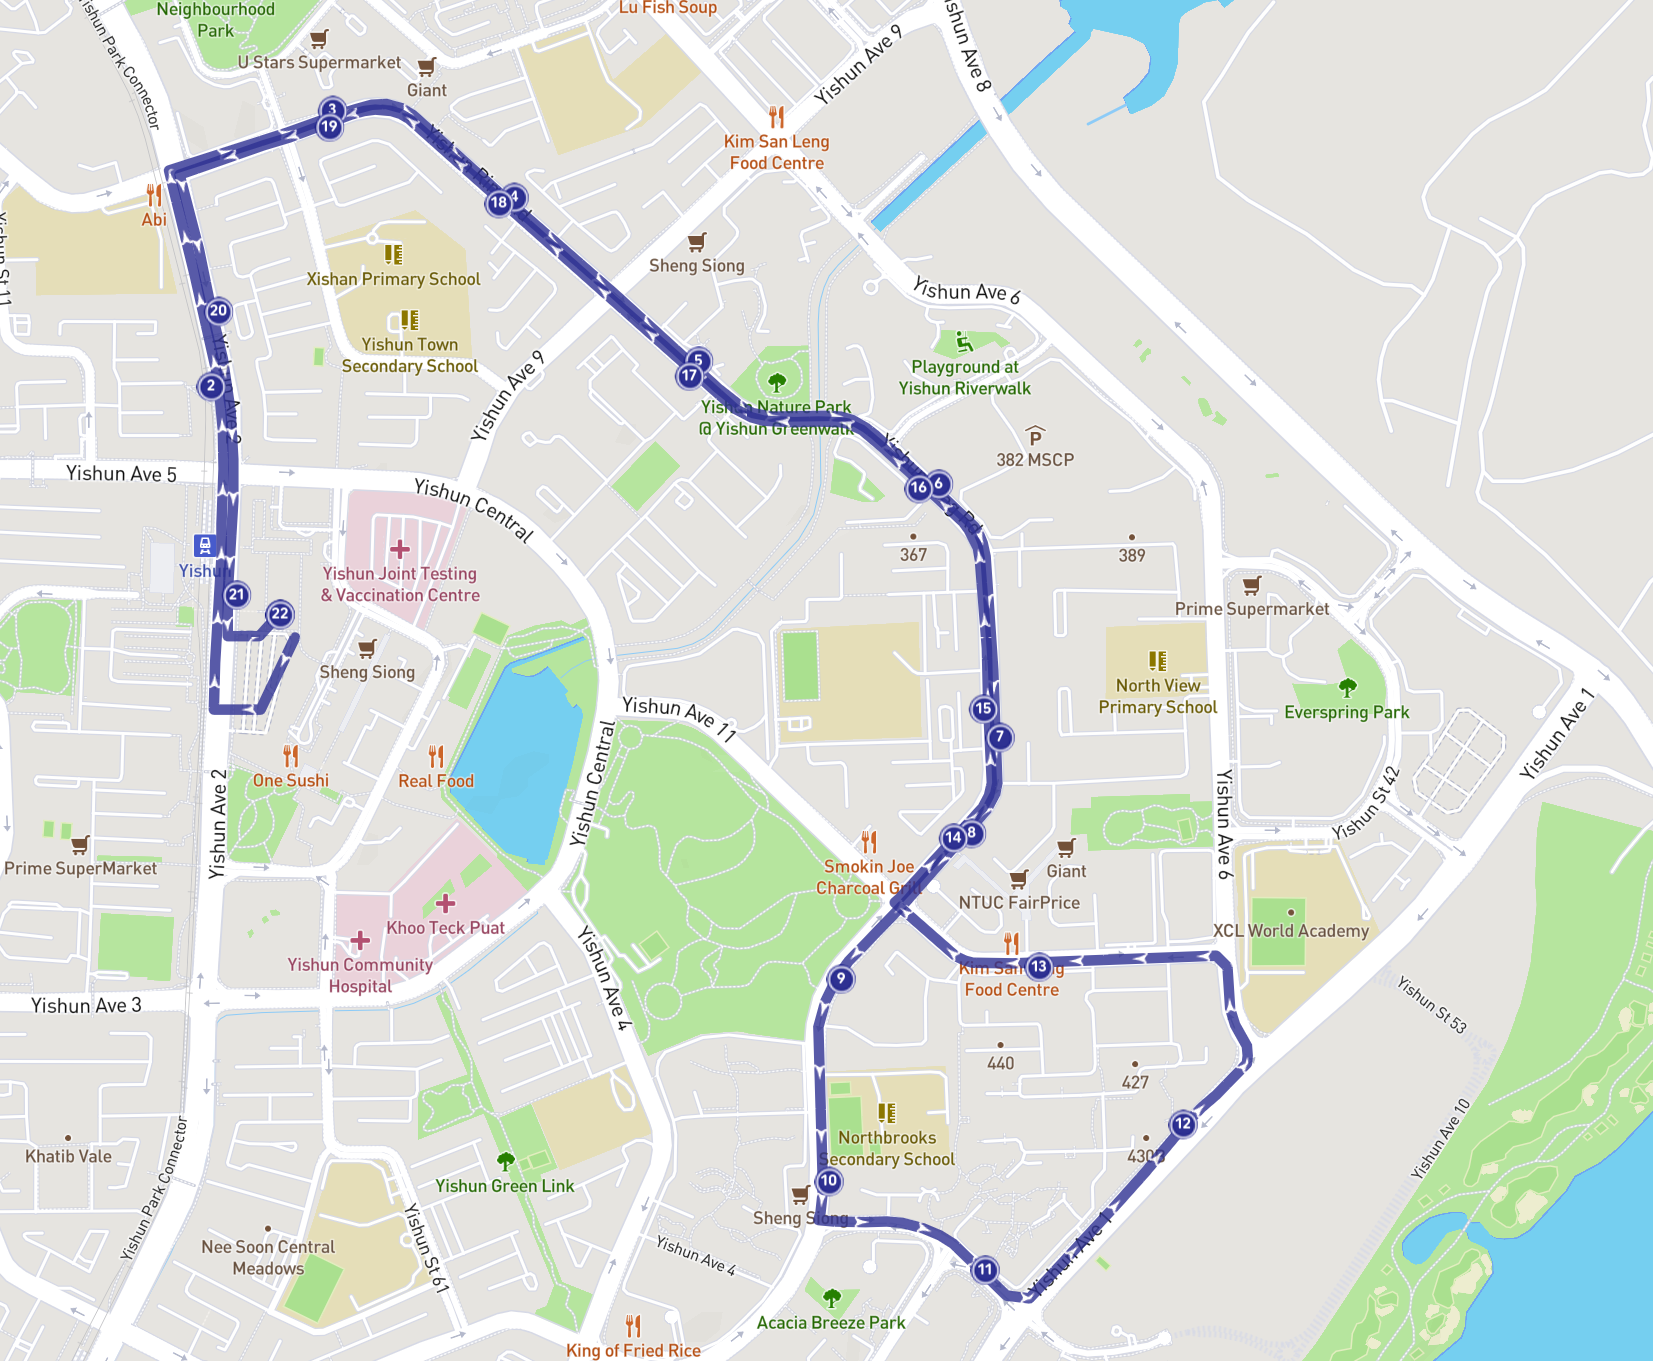 Yishun Park Connector
Neighbourhood
Park
U Stars Supermarket
Giant
Lu Fish Soup
Yishun Ave 9
Yishun Ave 8
3
19
Kim San Leng
Food Centre
Abi
Yishun St 11
4
18
Xishan Primary School
Sheng Siong
Yishun Ave 6
20
Yishun Town
Secondary School
Yishun Ave 9
2
Yishun Ave 2
5
17
Playground at
Yishun Riverwalk
Yishun Nature Park
@ Yishun Greenwalk
382 MSCP
Yishun Ave 5
Yishun Central
6
16
367
389
Yishun
Yishun Joint Testing
& Vaccination Centre
21
22
Sheng Siong
Prime Supermarket
North View
Primary School
Everspring Park
Yishun Ave 11
15
7
Yishun Ave 1
One Sushi
Real Food
Yishun Central
Yishun Ave 2
Yishun Ave 6
Yishun St 42
Prime SuperMarket
14
8
Smokin Joe
Charcoal Grill
Giant
NTUC FairPrice
Khoo Teck Puat
XCL World Academy
Yishun Community
Hospital
Yishun Ave 4
9
13
Kim San Leng
Food Centre
Yishun Ave 3
Yishun St 53
440
427
Khatib Vale
Northbrooks
Secondary School
12
Yishun Ave 10
Yishun Park Connector
Yishun Green Link
10
Sheng Siong
Nee Soon Central
Meadows
Yishun St 61
Yishun Ave 4
11
Yishun Ave 1
Acacia Breeze Park
King of Fried Rice